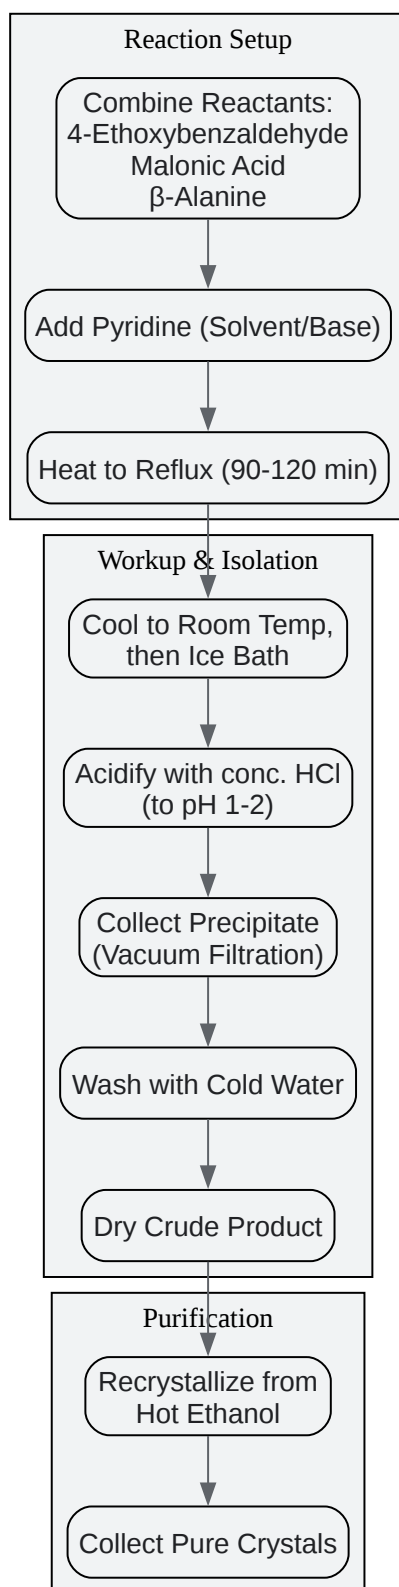 Reaction Setup
Combine Reactants:
4-Ethoxybenzaldehyde
Malonic Acid
β-Alanine
Add Pyridine (Solvent/Base)
Heat to Reflux (90-120 min)
Workup & Isolation
Cool to Room Temp,
then Ice Bath
Acidify with conc. HCl
(to pH 1-2)
Collect Precipitate
(Vacuum Filtration)
Wash with Cold Water
Dry Crude Product
Purification
Recrystallize from
Hot Ethanol
Collect Pure Crystals